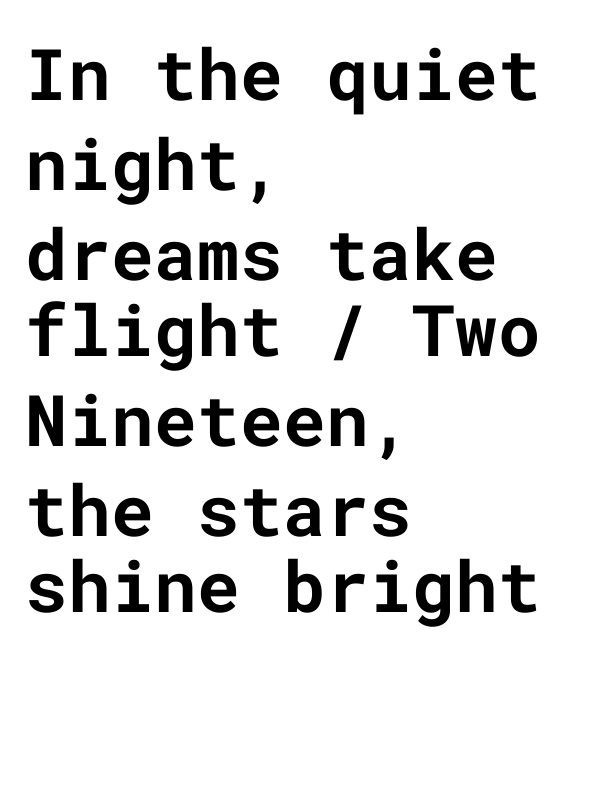 In the quiet
night,
dreams take
flight / Two
Nineteen,
the stars
shine bright